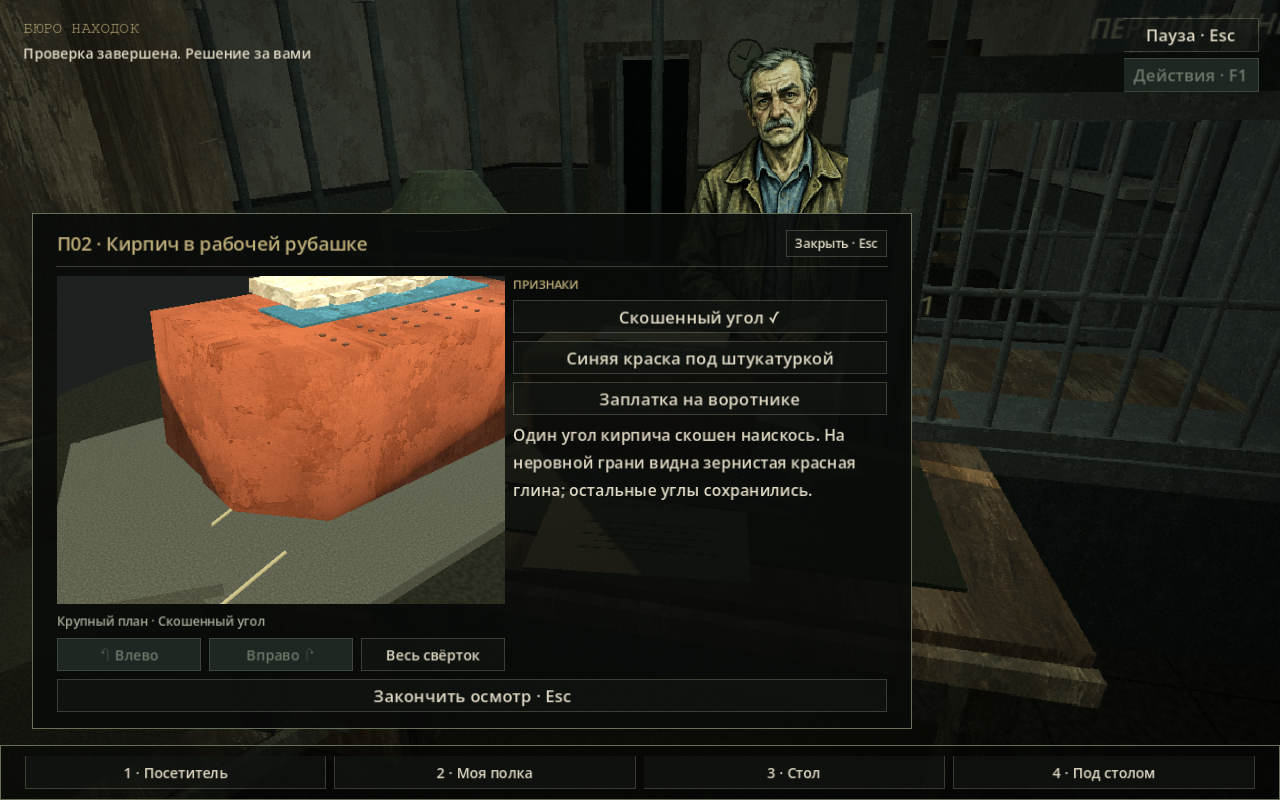 БЮРО НАХОДОК
Проверка завершена. Решение за вами
Пауза · Esc
Действия · F1
П02 · Кирпич в рабочей рубашке
Закрыть · Esc
ПРИЗНАКИ
Скошенный угол ✓
Синяя краска под штукатуркой
Заплатка на воротнике
Один угол кирпича скошен наискось. На
неровной грани видна зернистая красная
глина; остальные углы сохранились.
1
Крупный план · Скошенный угол
Влево
Вправо
Весь свёрток
Закончить осмотр · Esc
1 · Посетитель
2 · Моя полка
3 · Стол
4 · Под столом